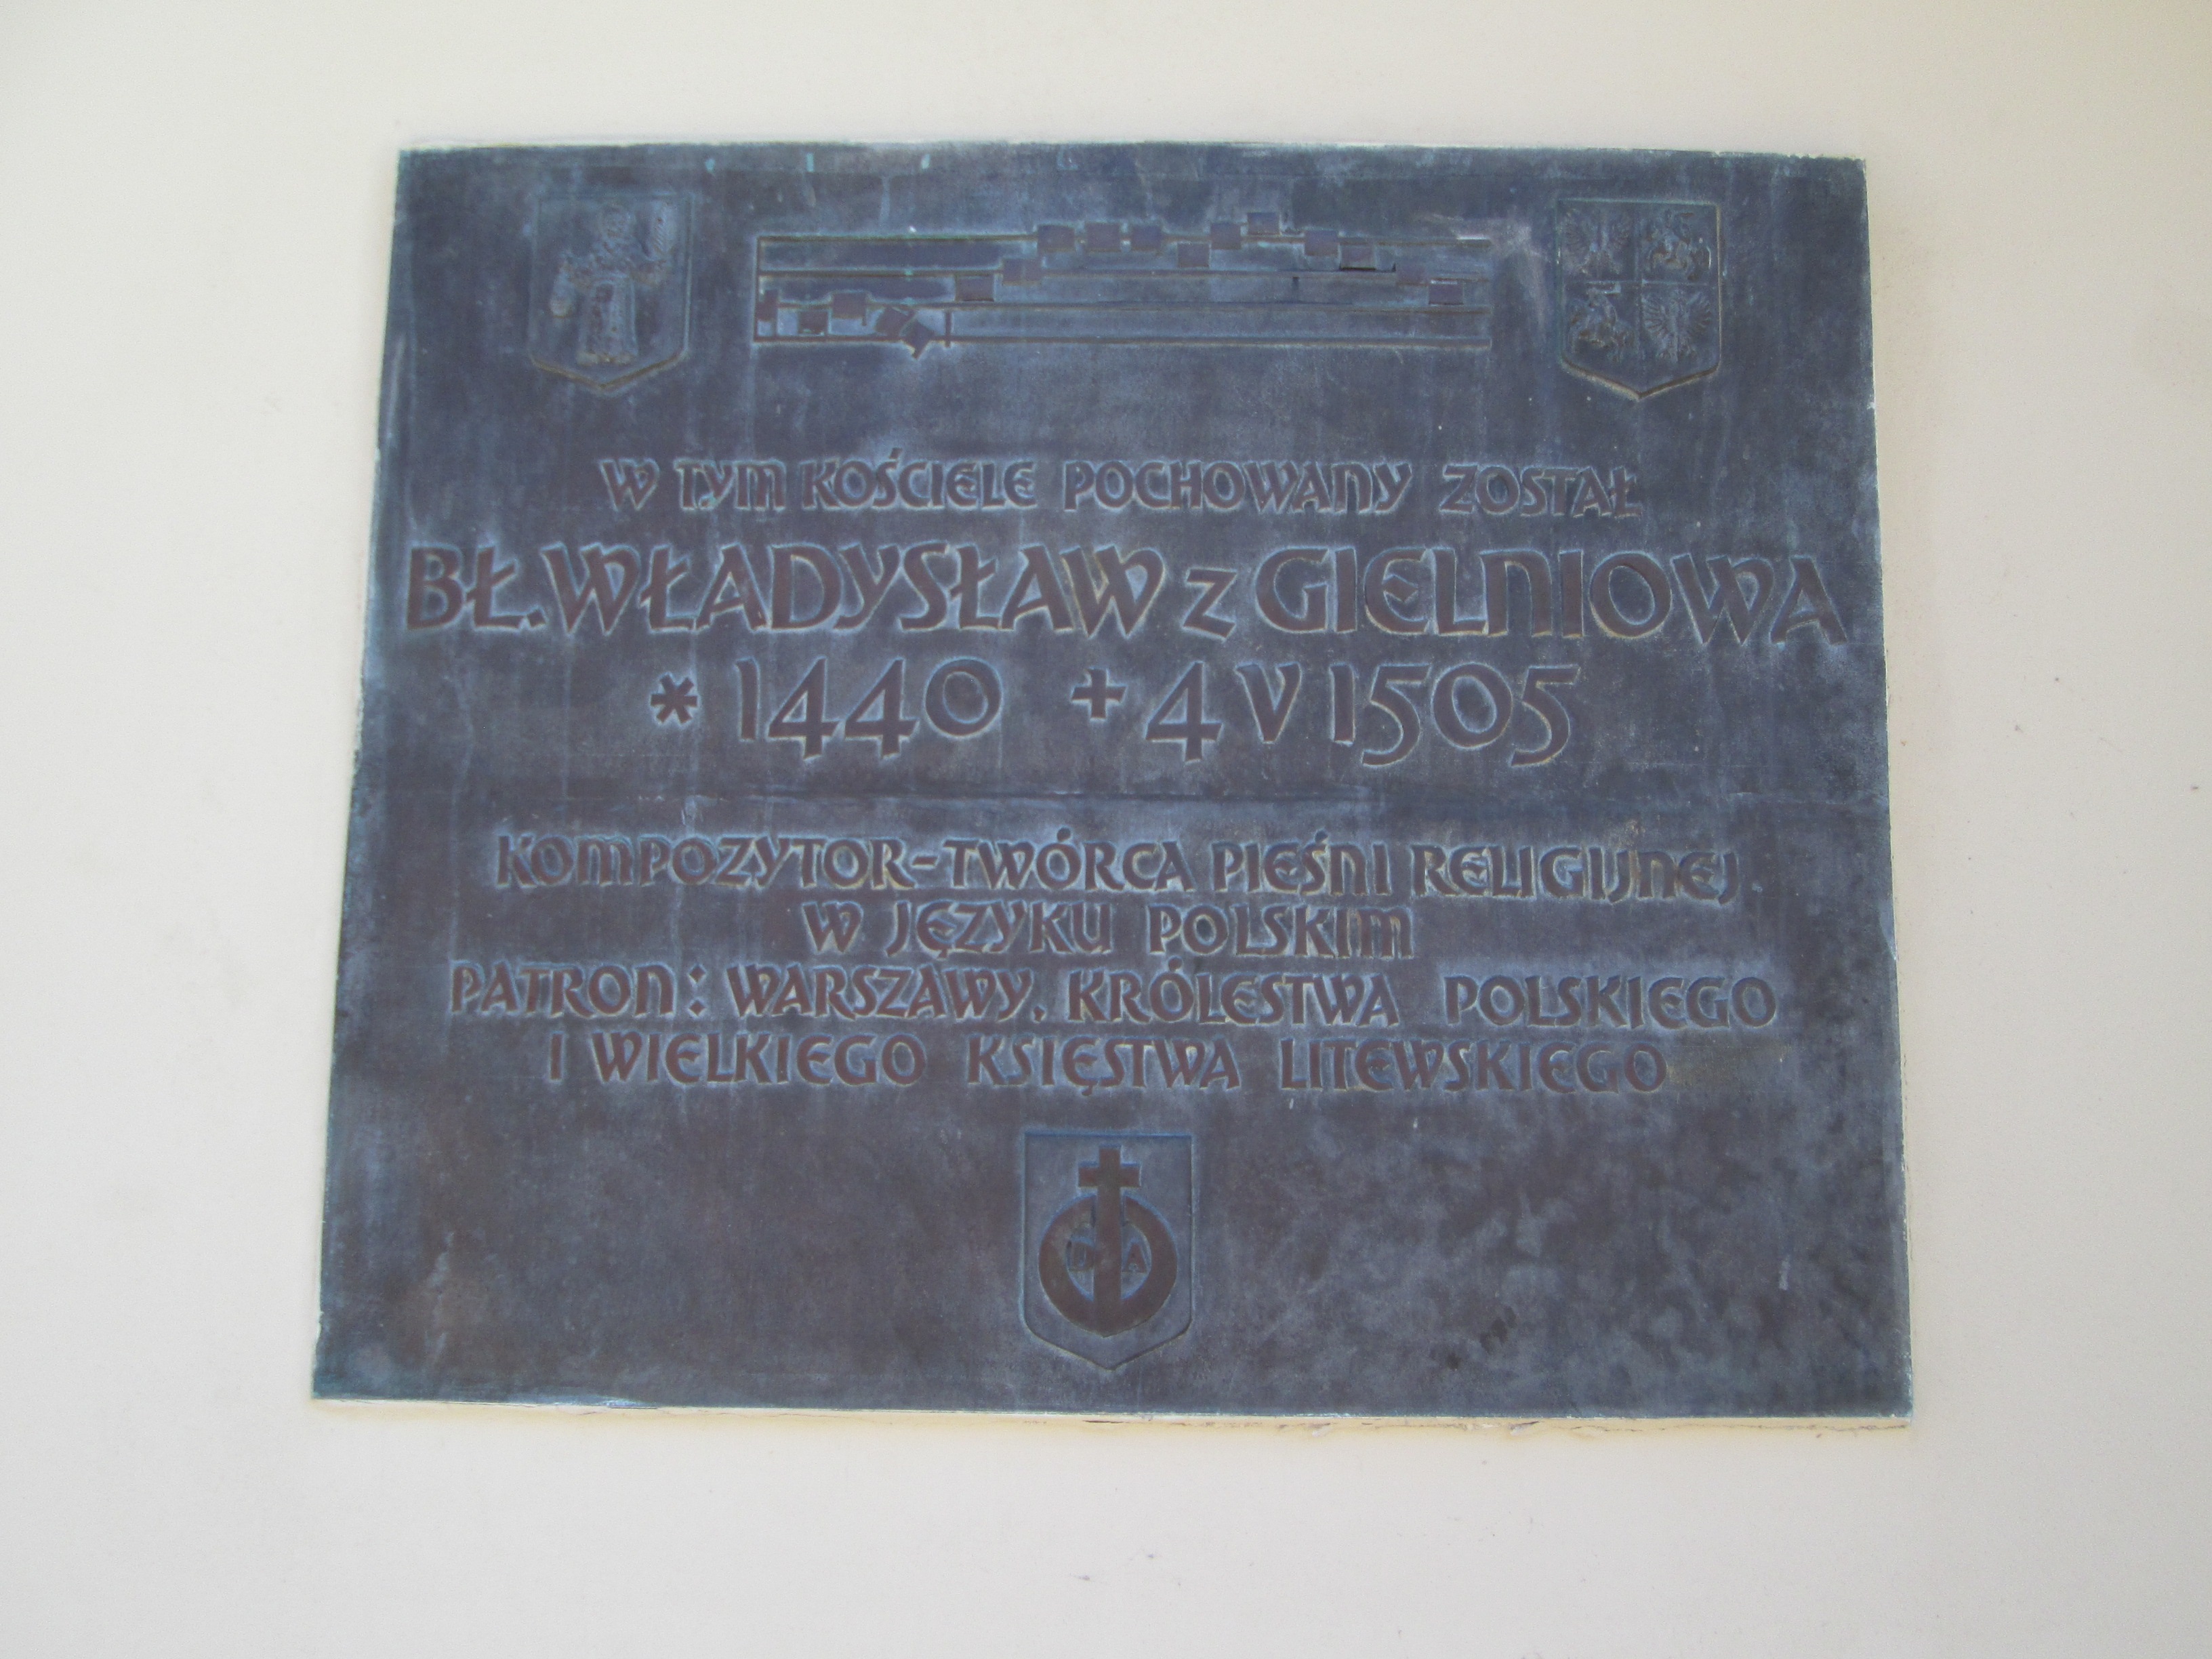 W TYM KOŚCIELE POCHOWANY ZOSTAŁ
BŁ. WŁADYSŁAW Z GIELNIOWA
* 1440 + 4 V 1505
KOMPOZYTOR-TWÓRCA PIEŚNI RELIGIJNEJ
W JĘZYKU POLSKIM
PATRON: WARSZAWY, KRÓLESTWA POLSKIEGO
I WIELKIEGO KSIĘSTWA LITEWSKIEGO